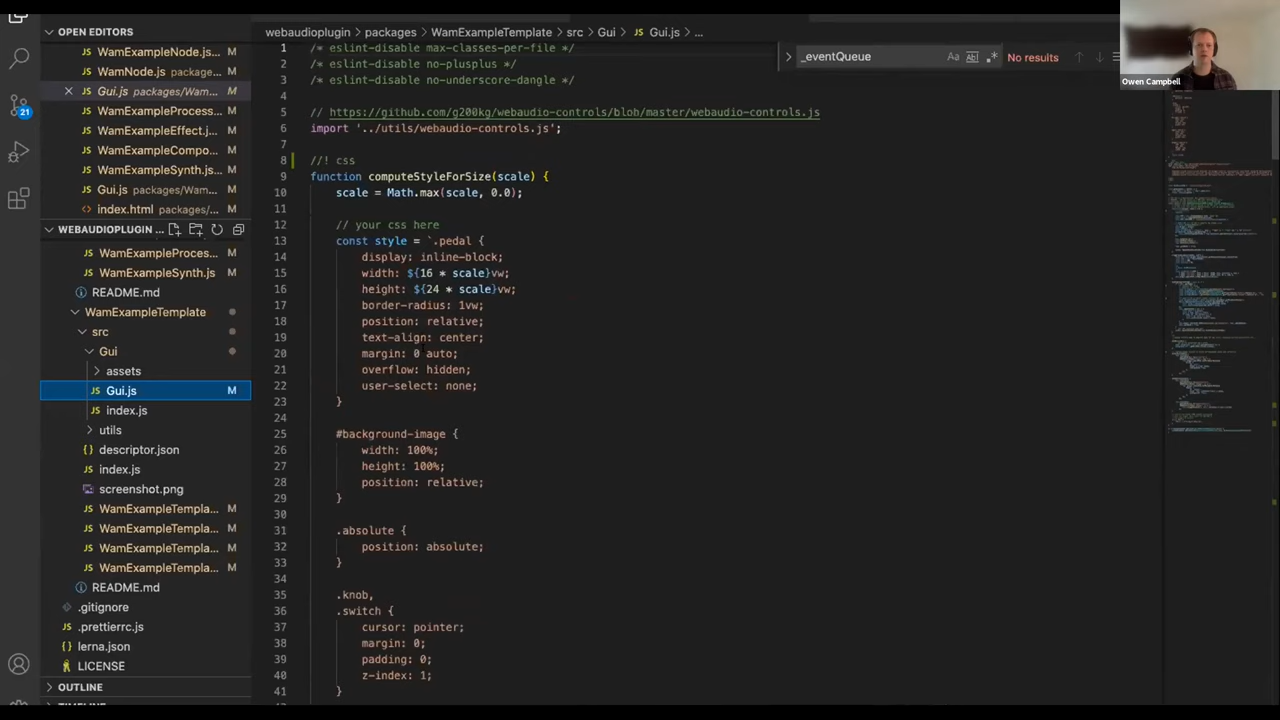 OPEN EDITORS
WamExampleNode.js... M
WamNode.js package... M
Gui.js packages/Wam... M
WamExampleProcess... M
WamExampleEffect.j... M
WamExampleCompo... M
WamExampleSynth.js... M
Gui.js packages/Wa... M
index.html packages/...
WEBAUDIOPLUGIN
WamExampleProces... M
WamExampleSynth.js M
README.md
WamExampleTemplate
src
Gui
assets
Gui.js M
index.js
utils
descriptor.json
index.js
screenshot.png
WamExampleTempla... M
WamExampleTempla... M
WamExampleTempla... M
WamExampleTempla... M
README.md
.gitignore
.prettierrc.js
lerna.json
LICENSE
OUTLINE
21
webaudioplugin > packages > WamExampleTemplate > src > Gui > Gui.js > ...
_eventQueue Aa Ab .* No results
Owen Campbell
1 /* eslint-disable max-classes-per-file */
2 /* eslint-disable no-plusplus */
3 /* eslint-disable no-underscore-dangle */
4
5 // https://github.com/g200kg/webaudio-controls/blob/master/webaudio-controls.js
6 import '../utils/webaudio-controls.js';
7
8 //! css
9 function computeStyleForSize(scale) {
10 scale = Math.max(scale, 0.0);
11
12 // your css here
13 const style = `.pedal {
14 display: inline-block;
15 width: ${16 * scale}vw;
16 height: ${24 * scale}vw;
17 border-radius: 1vw;
18 position: relative;
19 text-align: center;
20 margin: 0 auto;
21 overflow: hidden;
22 user-select: none;
23 }
24
25 #background-image {
26 width: 100%;
27 height: 100%;
28 position: relative;
29 }
30
31 .absolute {
32 position: absolute;
33 }
34
35 .knob,
36 .switch {
37 cursor: pointer;
38 margin: 0;
39 padding: 0;
40 z-index: 1;
41 }